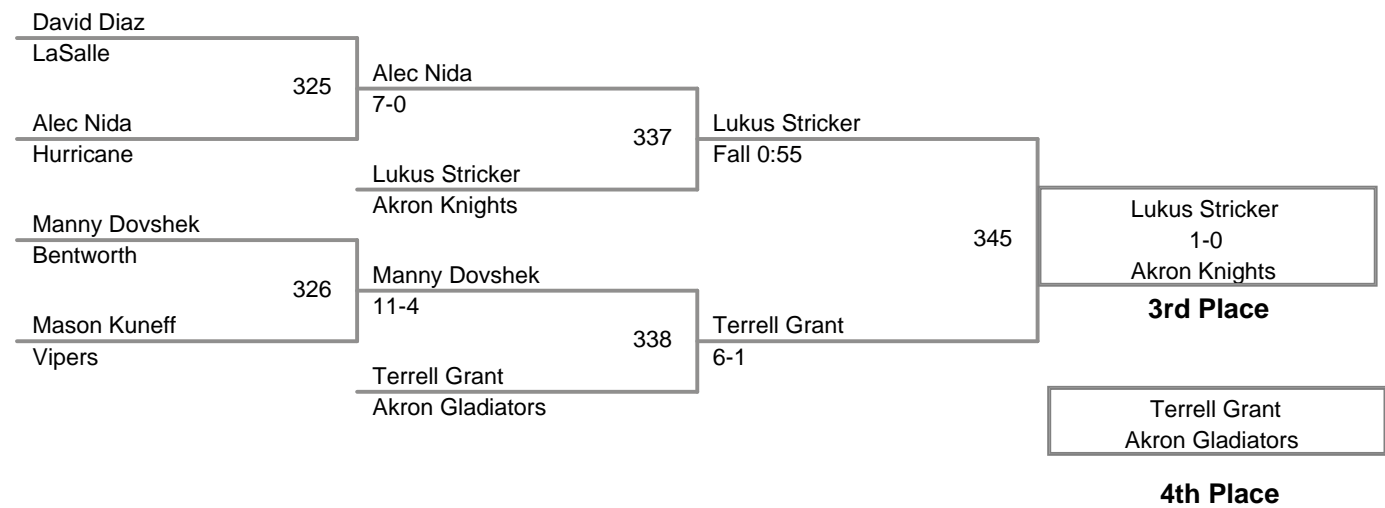 David Diaz
LaSalle
325
Alec Nida
Hurricane
Manny Dovshek
Bentworth
326
Mason Kuneff
Vipers
Alec Nida
7-0
337
Lukus Stricker
Akron Knights
Manny Dovshek
11-4
338
Terrell Grant
Akron Gladiators
Lukus Stricker
Fall 0:55
345
Terrell Grant
6-1
Lukus Stricker
1-0
Akron Knights
3rd Place
Terrell Grant
Akron Gladiators
4th Place